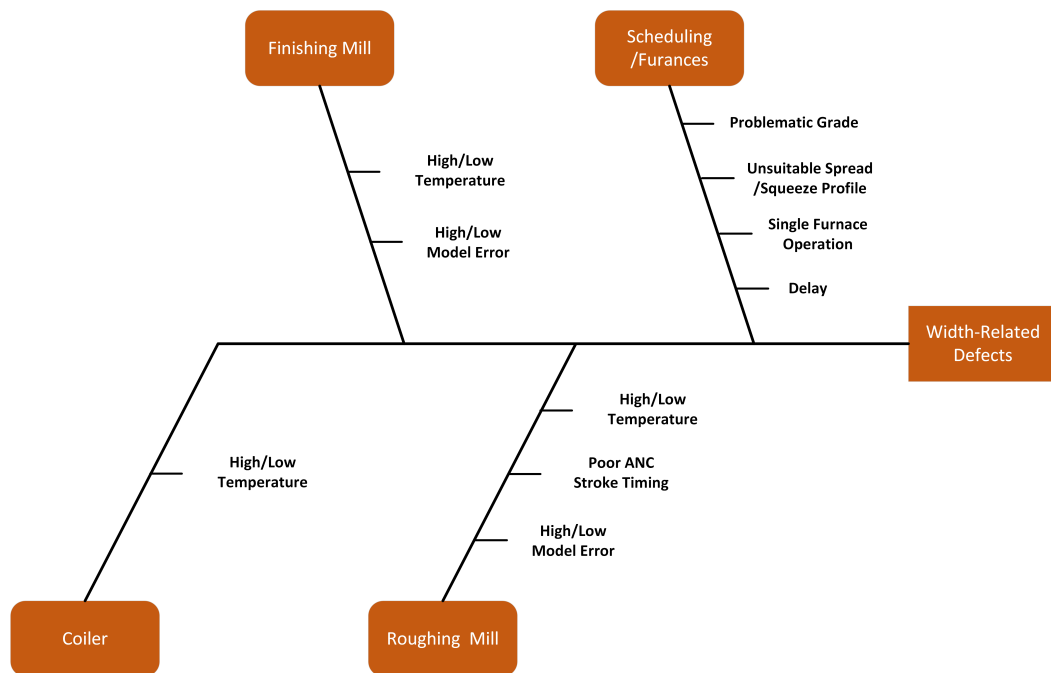 Finishing Mill
Scheduling
/Furances
Problematic Grade
High/Low
Temperature
Unsuitable Spread
/Squeeze Profile
High/Low
Model Error
Single Furnace
Operation
Delay
Width-Related
Defects
High/Low
Temperature
High/Low
Temperature
Poor ANC
Stroke Timing
High/Low
Model Error
Coiler
Roughing  Mill